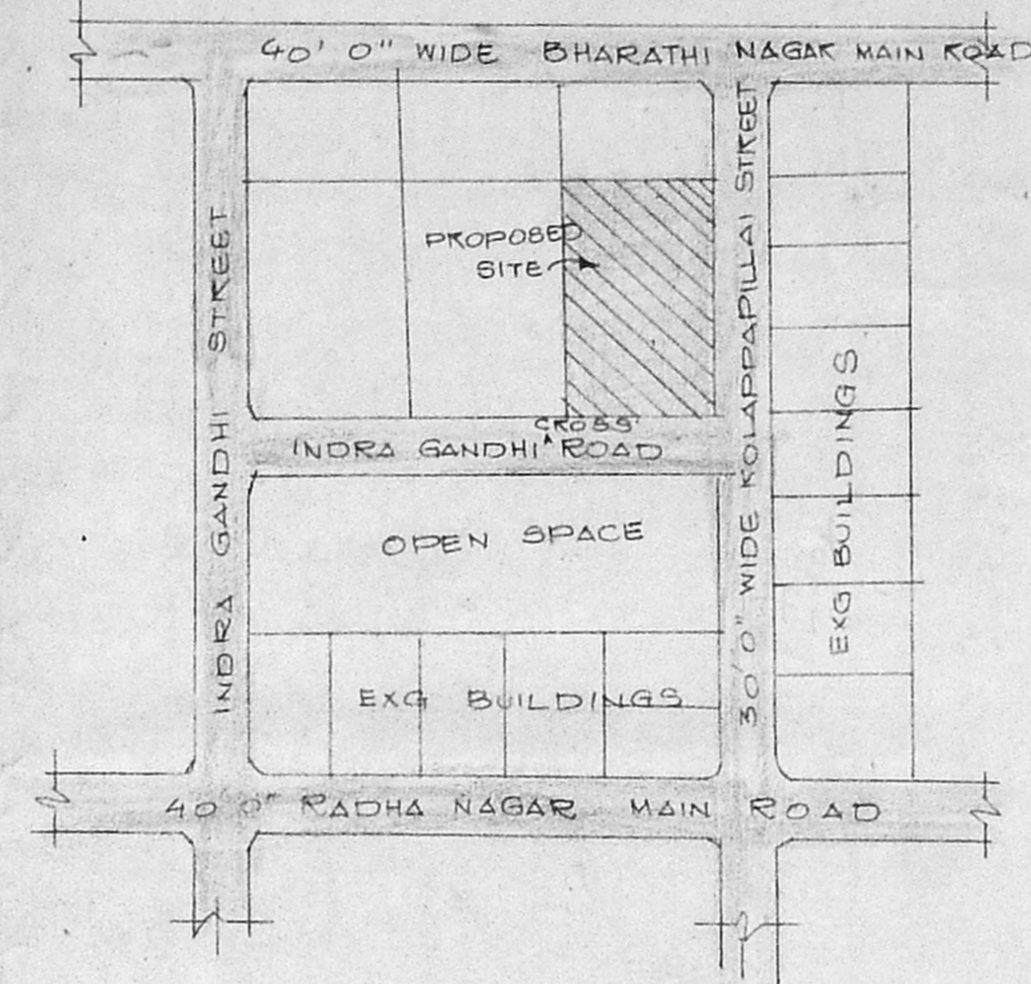 40' 0" WIDE BHARATHI NAGAR MAIN ROAD
INDRA GANDHI STREET
PROPOSED
SITE
30' 0" WIDE KOLAPPAPILLAI STREET
EXG BUILDINGS
CROSS
INDRA GANDHI ROAD
OPEN SPACE
EXG BUILDINGS
40' 0" RADHA NAGAR MAIN ROAD